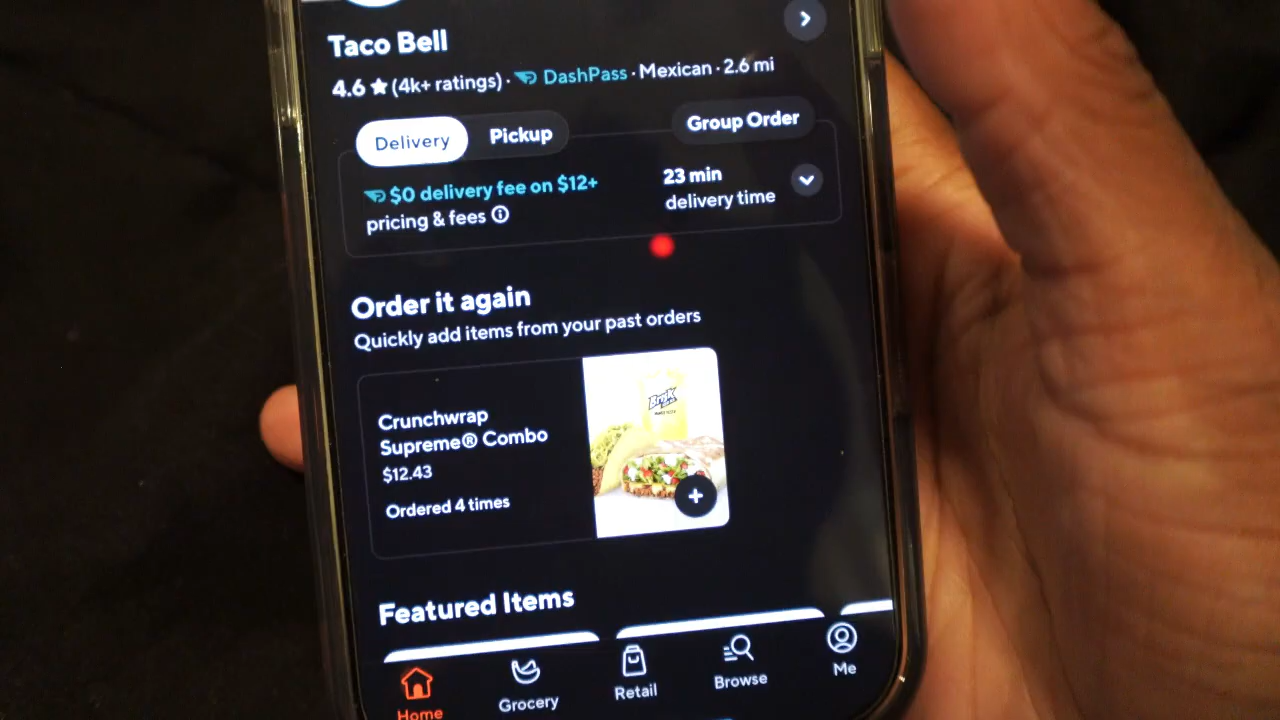 Taco Bell
4.6 ★ (4k+ ratings) · DashPass · Mexican · 2.6 mi
Delivery Pickup Group Order
$0 delivery fee on $12+
pricing & fees
23 min
delivery time
Order it again
Quickly add items from your past orders
Crunchwrap
Supreme® Combo
$12.43
Ordered 4 times
Featured Items
Home Grocery Retail Browse Me